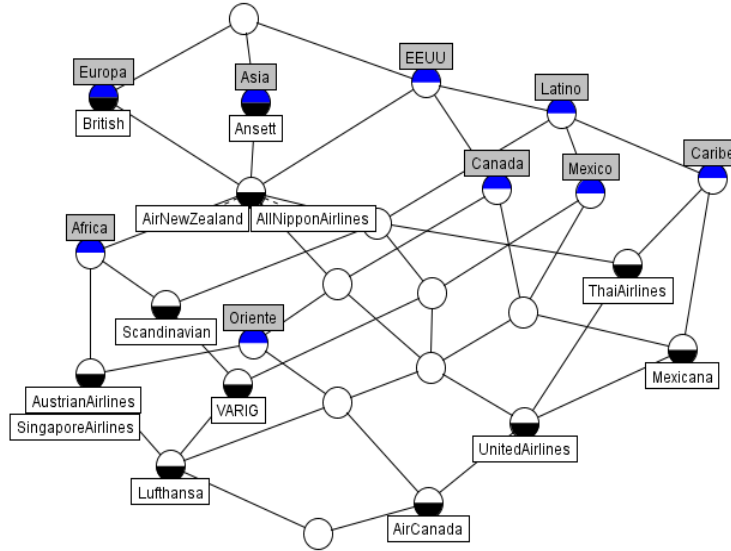 EEUU
Europa
Asia
Latino
British
Ansett
Canada
Mexico
Caribe
AirNewZealand
AllNipponAirlines
Africa
ThaiAirlines
Scandinavian
Oriente
Mexicana
AustrianAirlines
VARIG
SingaporeAirlines
UnitedAirlines
Lufthansa
AirCanada